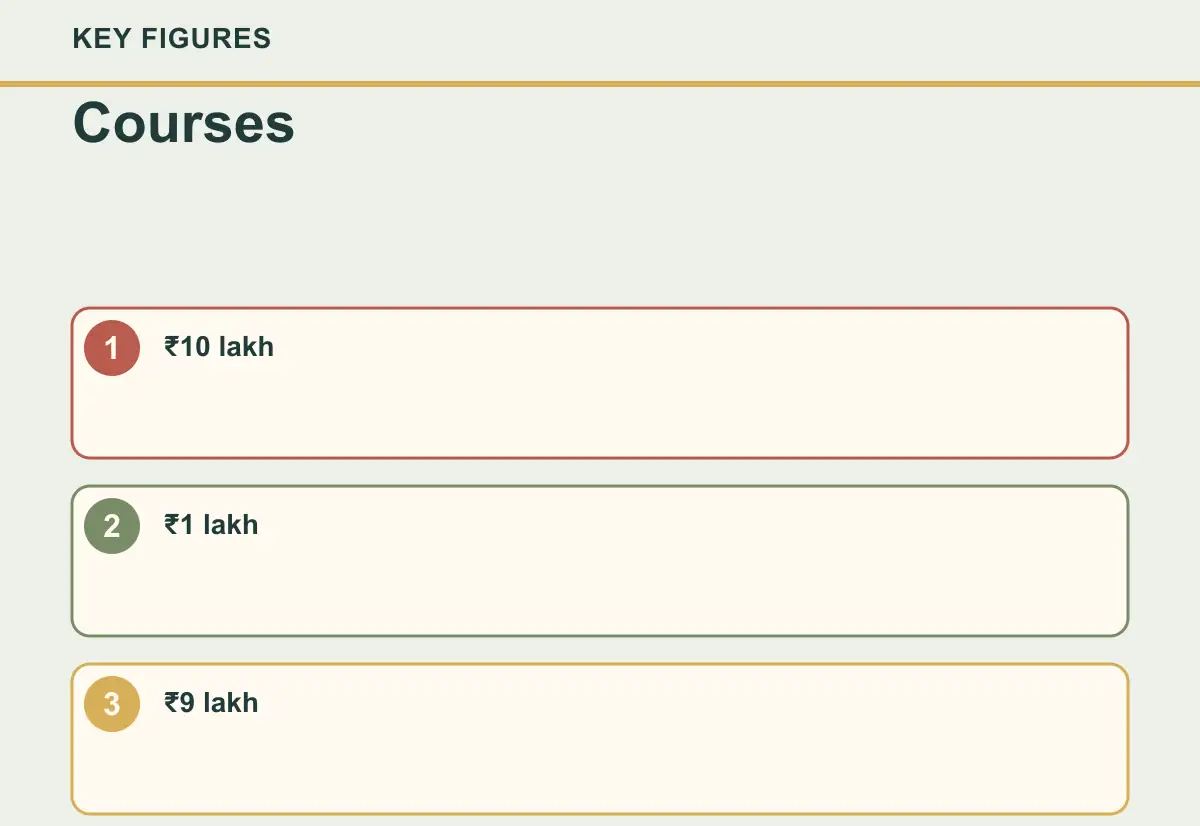 KEY FIGURES
Courses
1 ₹10 lakh
2 ₹1 lakh
3 ₹9 lakh